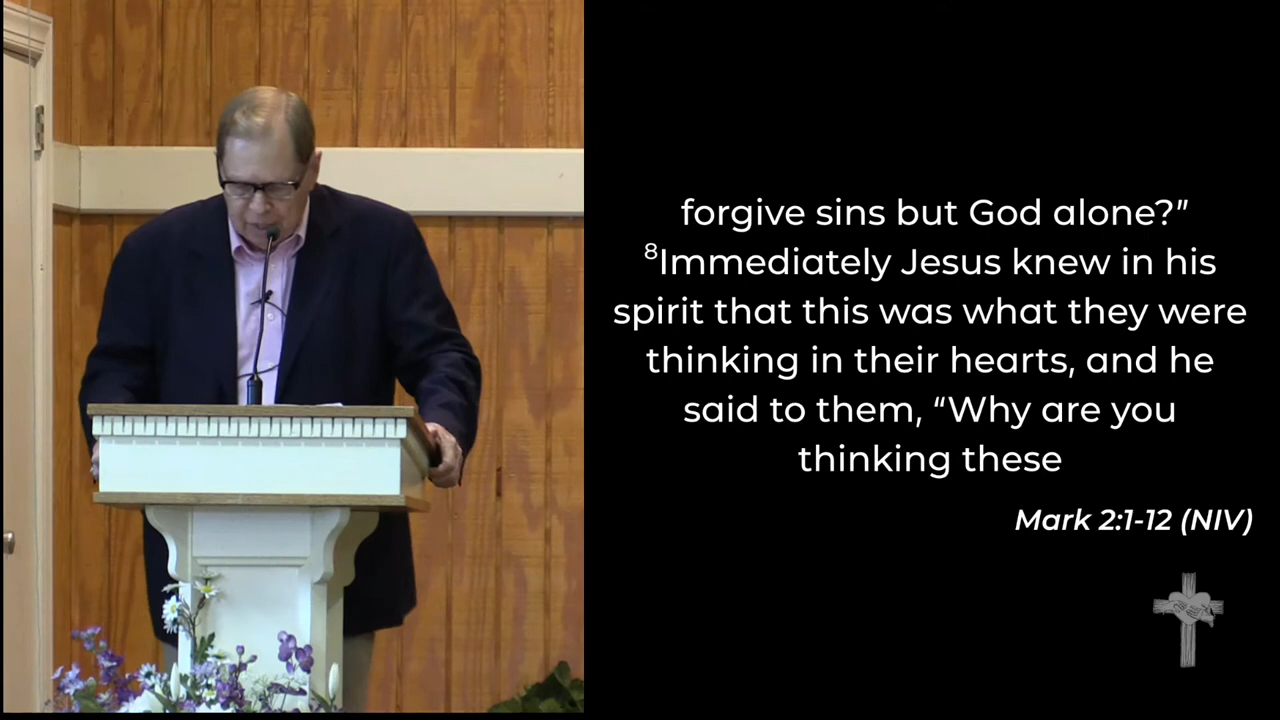 forgive sins but God alone?”
⁸Immediately Jesus knew in his
spirit that this was what they were
thinking in their hearts, and he
said to them, “Why are you
thinking these
Mark 2:1-12 (NIV)